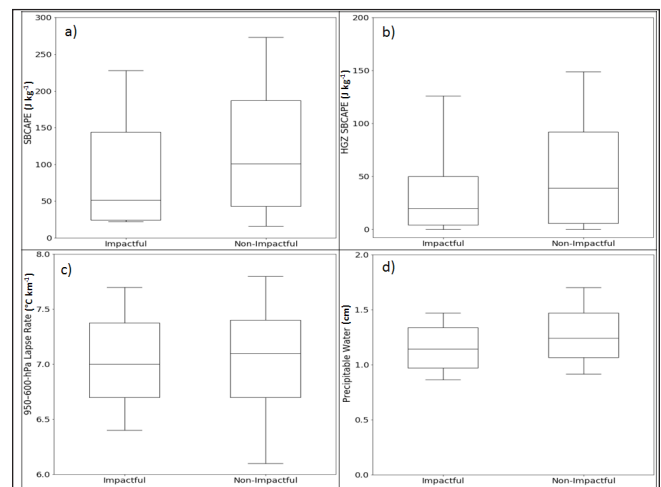 a)
SBCAPE (J kg⁻¹)
300
250
200
150
100
50
0
Impactful Non-Impactful
b)
HGZ SBCAPE (J kg⁻¹)
200
150
100
50
0
Impactful Non-Impactful
c)
950-600-hPa Lapse Rate (°C km⁻¹)
8.0
7.5
7.0
6.5
6.0
Impactful Non-Impactful
d)
Precipitable Water (cm)
2.0
1.5
1.0
0.5
0.0
Impactful Non-Impactful